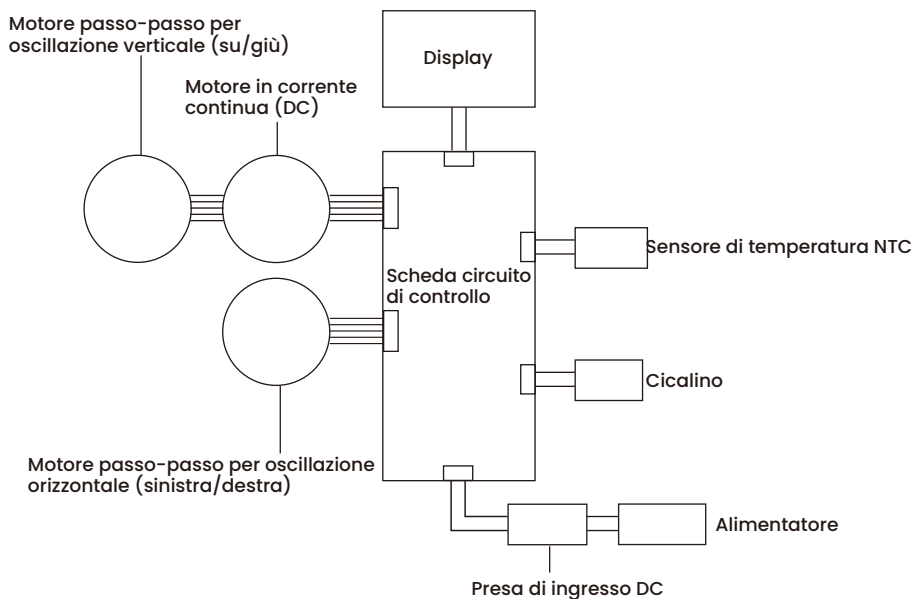 Motore passo-passo per
oscillazione verticale (su/giù)
Display
Motore in corrente
continua (DC)
Sensore di temperatura NTC
Scheda circuito
di controllo
Cicalino
Motore passo-passo per oscillazione
orizzontale (sinistra/destra)
Alimentatore
Presa di ingresso DC